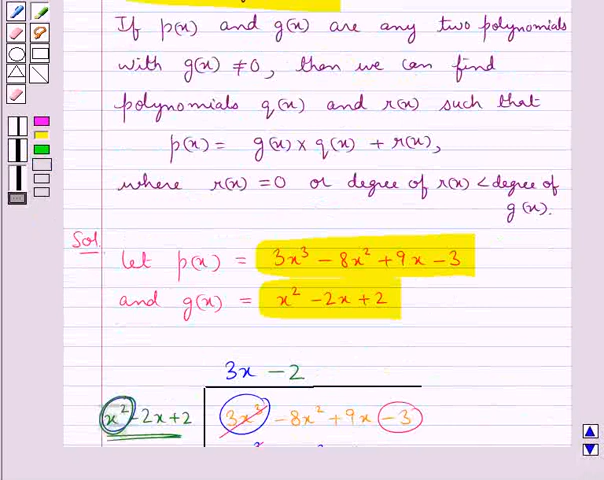 If p(x) and g(x) are any two polynomials
with g(x) ≠ 0, then we can find
polynomials q(x) and r(x) such that
p(x) = g(x) × q(x) + r(x),
where r(x) = 0 or degree of r(x) < degree of
g(x).
Sol. Let p(x) = 3x³ - 8x² + 9x - 3
and g(x) = x² - 2x + 2
3x - 2
x² - 2x + 2 3x³ - 8x² + 9x - 3